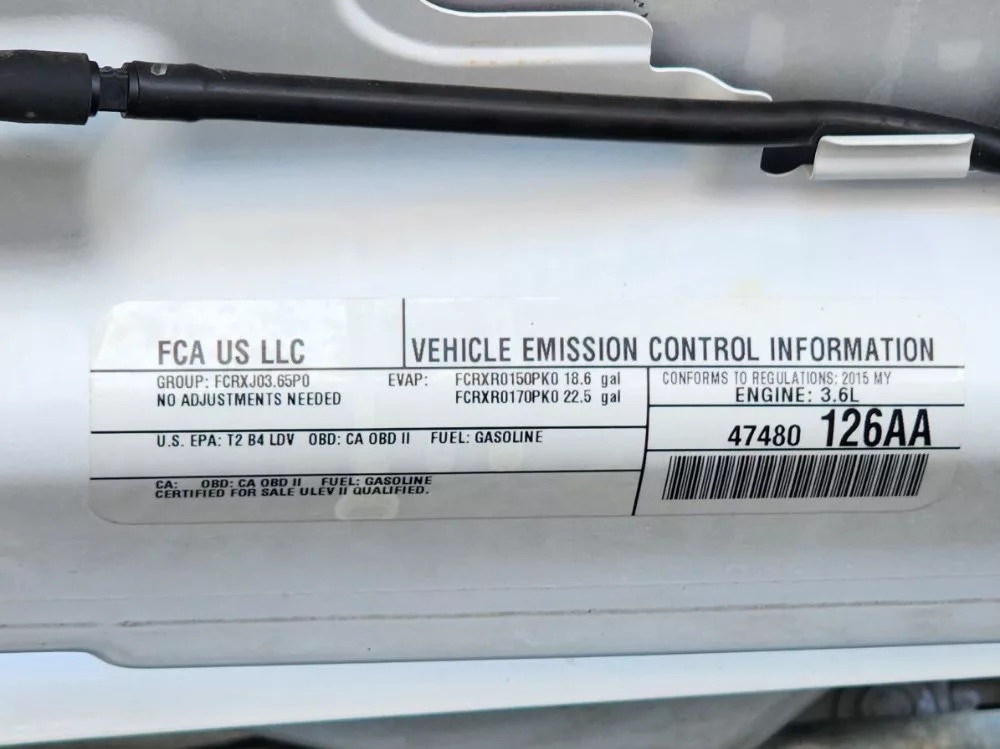 FCA US LLC
VEHICLE EMISSION CONTROL INFORMATION
GROUP: FCRXJ03.65P0
NO ADJUSTMENTS NEEDED
EVAP: FCRXR0150PK0 18.6 gal
FCRXR0170PK0 22.5 gal
CONFORMS TO REGULATIONS: 2015 MY
ENGINE: 3.6L
U.S. EPA: T2 B4 LDV OBD: CA OBD II FUEL: GASOLINE
47480 126AA
CA: OBD: CA OBD II FUEL: GASOLINE
CERTIFIED FOR SALE ULEV II QUALIFIED.